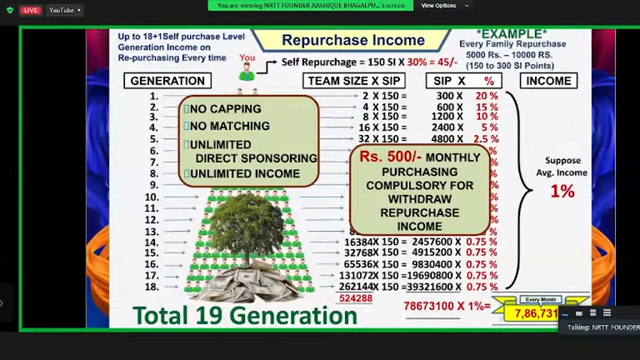 LIVE
YouTube
You are viewing NRTT FOUNDER AASHIQUE BHAGALPU...'s screen
View Options
Up to 18+1Self purchase Level
Generation Income on
Re-purchasing Every time
Repurchase Income
*EXAMPLE*
Every Family Repurchase
5000 Rs. – 10000 RS.
(150 to 300 SI Points)
You
Self Repurchage = 150 SI X 30% = 45/-
GENERATION
TEAM SIZE X SIP
SIP X %
INCOME
1. 2 X 150= 300 X 20 %
2. 4 X 150= 600 X 15 %
3. 8 X 150= 1200 X 10%
4. 16 X 150= 2400 X 5 %
5. 32 X 150= 4800 X 2.5 %
6.
7.
8.
9.
10.
11.
12.
13.
14. 16384X 150= 2457600 X 0.75 %
15. 32768X 150= 4915200 X 0.75 %
16. 65536X 150= 9830400 X 0.75 %
17. 131072X 150= 19690800 X 0.75 %
18. 262144X 150= 39321600 X 0.75 %
524288
NO CAPPING
NO MATCHING
UNLIMITED
DIRECT SPONSORING
UNLIMITED INCOME
Rs. 500/- MONTHLY
PURCHASING
COMPULSORY FOR
WITHDRAW
REPURCHASE
INCOME
Suppose
Avg. Income
1%
Total 19 Generation
78673100 X 1%=
Every Month
7,86,731
Talking: NRTT FOUNDER